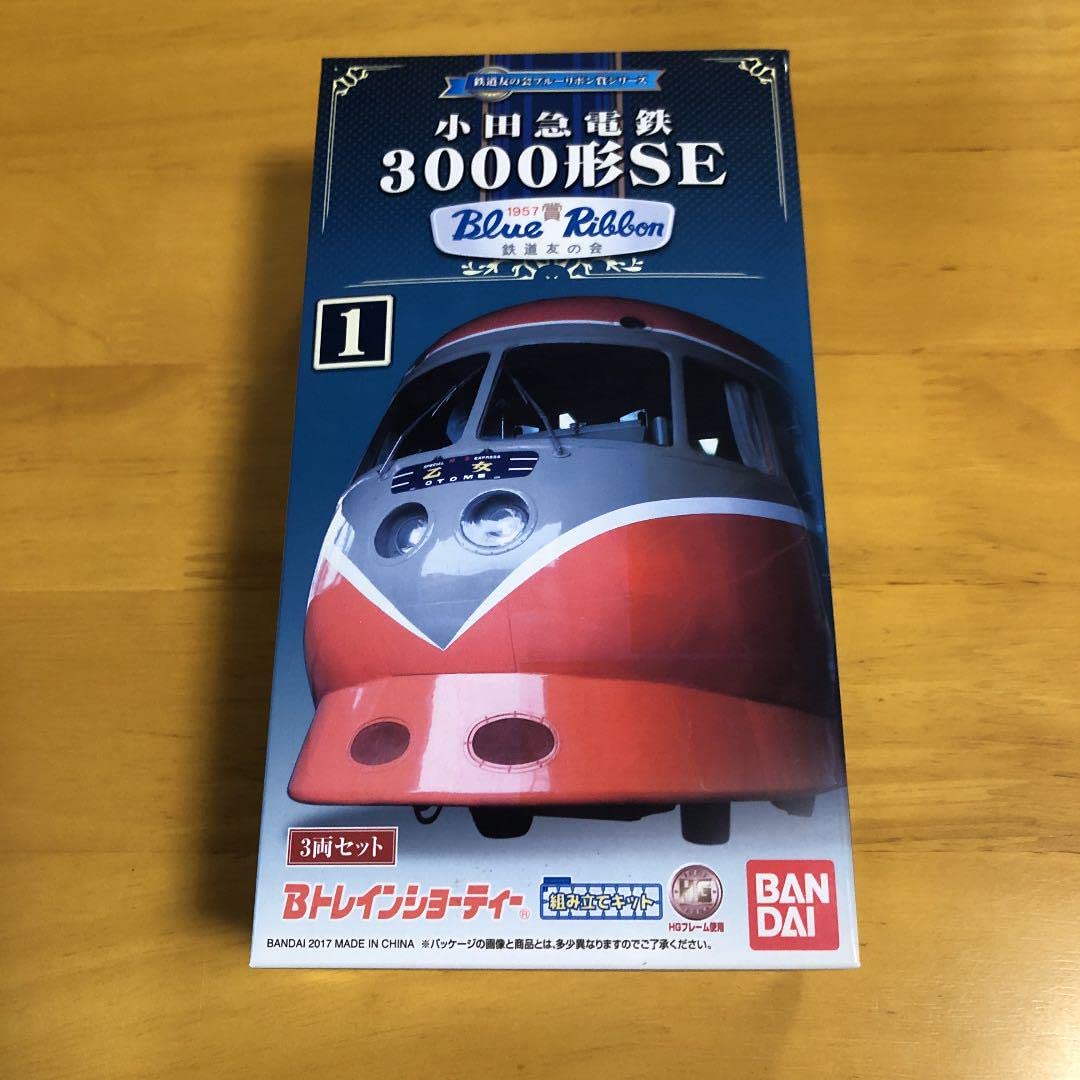 鉄道友の会ブルーリボン賞シリーズ
小田急電鉄
3000形SE
1957 賞
Blue Ribbon
鉄道友の会
1
SPECIAL EXPRESS
乙女
OTOME
3両セット
Bトレインショーティー® 組み立てキット HG
HGフレーム使用
BANDAI
BANDAI 2017 MADE IN CHINA ※パッケージの画像と商品とは、多少異なりますのでご了承ください。